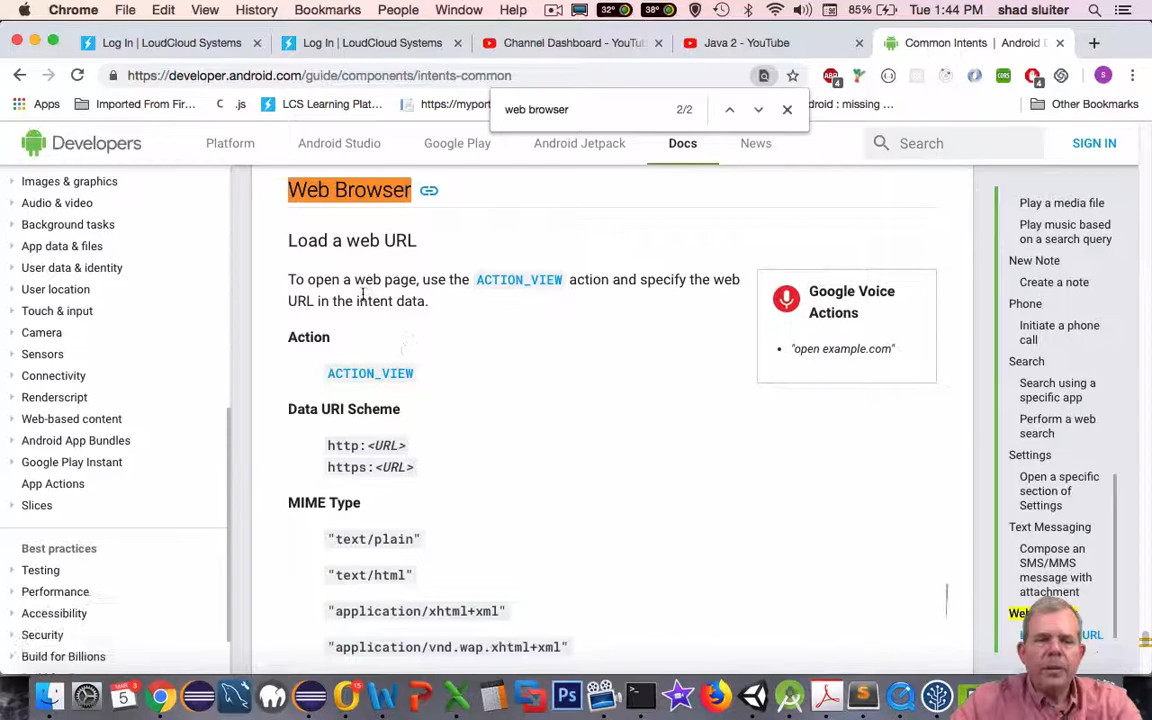 Chrome File Edit View History Bookmarks People Window Help 32° 38° 85% Tue 1:44 PM shad sluiter
Log In | LoudCloud Systems Log In | LoudCloud Systems Channel Dashboard - YouTu Java 2 - YouTube Common Intents | Android D
https://developer.android.com/guide/components/intents-common
Apps Imported From Fir... .js LCS Learning Plat... https://myport droid : missing ... Other Bookmarks
web browser 2/2
Developers Platform Android Studio Google Play Android Jetpack Docs News Search SIGN IN
Images & graphics
Audio & video
Background tasks
App data & files
User data & identity
User location
Touch & input
Camera
Sensors
Connectivity
Renderscript
Web-based content
Android App Bundles
Google Play Instant
App Actions
Slices
Best practices
Testing
Performance
Accessibility
Security
Build for Billions
Web Browser
Load a web URL
To open a web page, use the ACTION_VIEW action and specify the web
URL in the intent data.
Action
ACTION_VIEW
Data URI Scheme
http:<URL>
https:<URL>
MIME Type
"text/plain"
"text/html"
"application/xhtml+xml"
"application/vnd.wap.xhtml+xml"
Google Voice
Actions
• "open example.com"
Play a media file
Play music based
on a search query
New Note
Create a note
Phone
Initiate a phone
call
Search
Search using a
specific app
Perform a web
search
Settings
Open a specific
section of
Settings
Text Messaging
Compose an
SMS/MMS
message with
attachment
URL